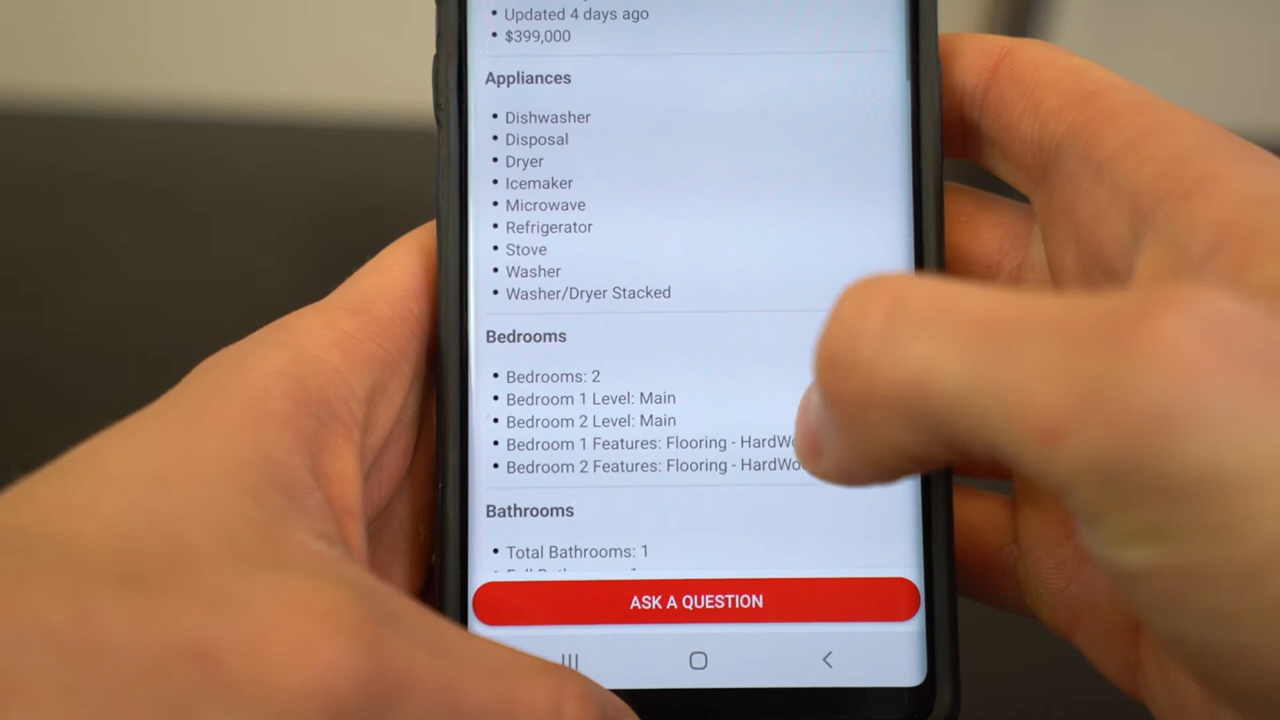 • Updated 4 days ago
• $399,000
Appliances
• Dishwasher
• Disposal
• Dryer
• Icemaker
• Microwave
• Refrigerator
• Stove
• Washer
• Washer/Dryer Stacked
Bedrooms
• Bedrooms: 2
• Bedroom 1 Level: Main
• Bedroom 2 Level: Main
• Bedroom 1 Features: Flooring - HardW
• Bedroom 2 Features: Flooring - HardWo
Bathrooms
• Total Bathrooms: 1
ASK A QUESTION